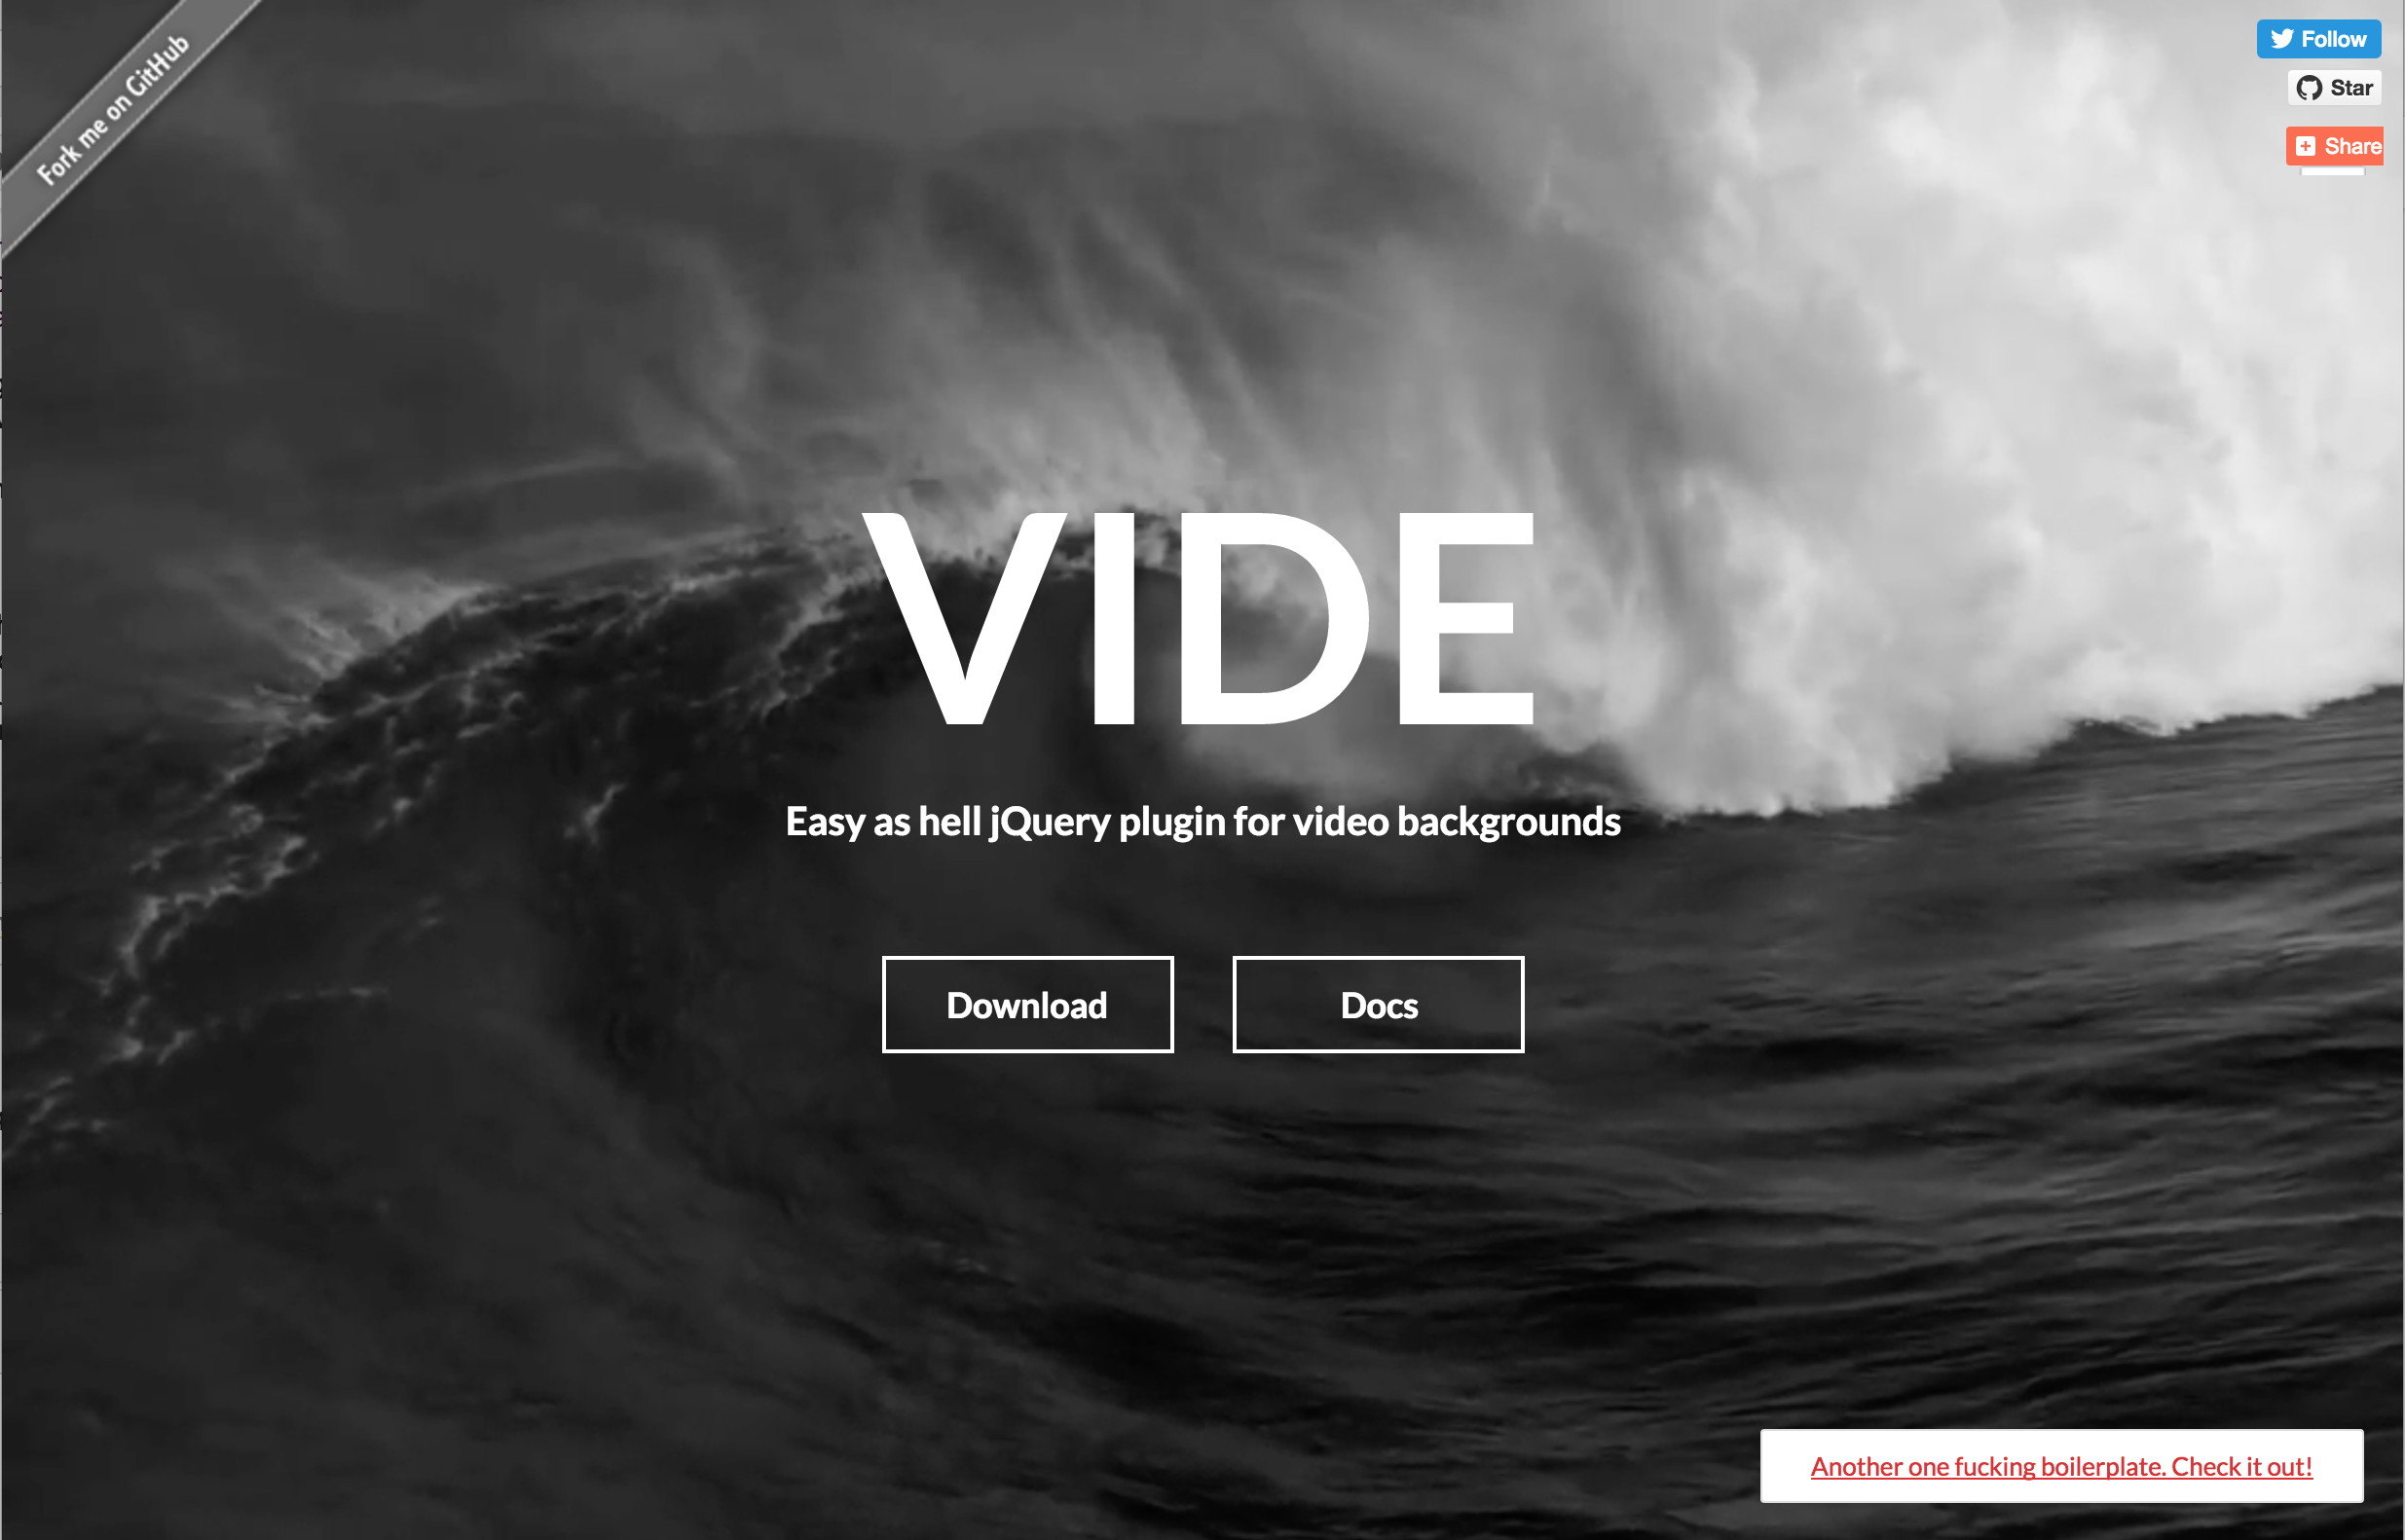 Fork me on GitHub
Follow
Star
Share
VIDE
Easy as hell jQuery plugin for video backgrounds
Download
Docs
Another one fucking boilerplate. Check it out!